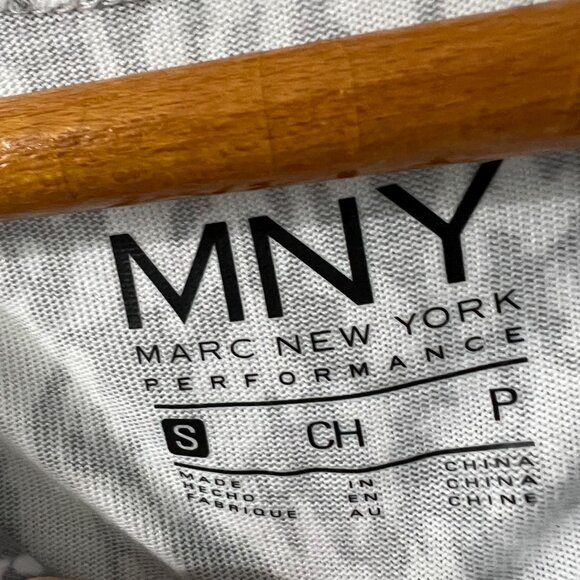 MNY
MARC NEW YORK
PERFORMANCE
S CH P
MADE IN CHINA
HECHO EN CHINA
FABRIQUE AU CHINE